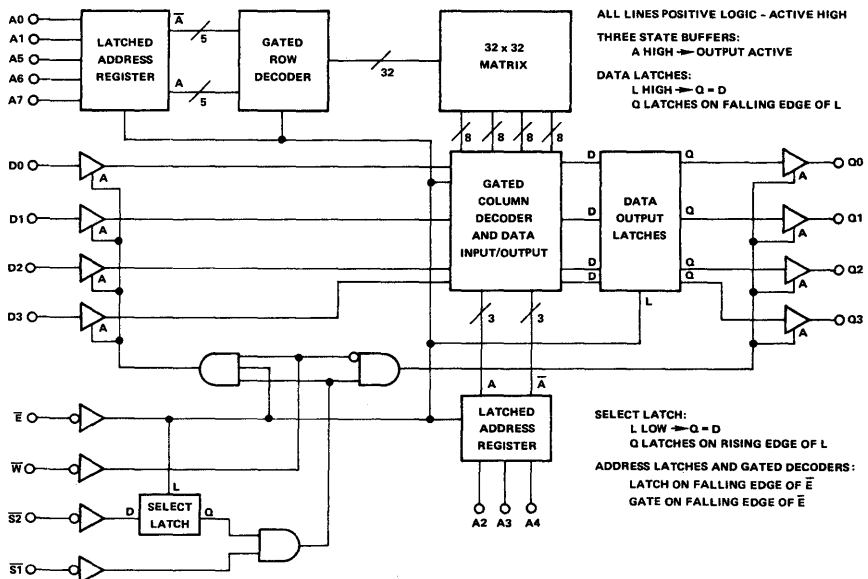 A0
A1
A5
A6
A7
LATCHED
ADDRESS
REGISTER
A̅
5
A
5
GATED
ROW
DECODER
32
32 x 32
MATRIX
8 8 8 8
ALL LINES POSITIVE LOGIC – ACTIVE HIGH
THREE STATE BUFFERS:
A HIGH → OUTPUT ACTIVE
DATA LATCHES:
L HIGH → Q = D
Q LATCHES ON FALLING EDGE OF L
D0
A
D1
A
D2
A
D3
A
GATED
COLUMN
DECODER
AND DATA
INPUT/OUTPUT
D
D
D
D
DATA
OUTPUT
LATCHES
L
Q
Q
Q
Q
A
Q0
A
Q1
A
Q2
A
Q3
3
3
A
A̅
LATCHED
ADDRESS
REGISTER
A2 A3 A4
E̅
W̅
L
S̅2̅
D
SELECT
LATCH
Q
S̅1̅
SELECT LATCH:
L LOW → Q = D
Q LATCHES ON RISING EDGE OF L
ADDRESS LATCHES AND GATED DECODERS:
LATCH ON FALLING EDGE OF E̅
GATE ON FALLING EDGE OF E̅